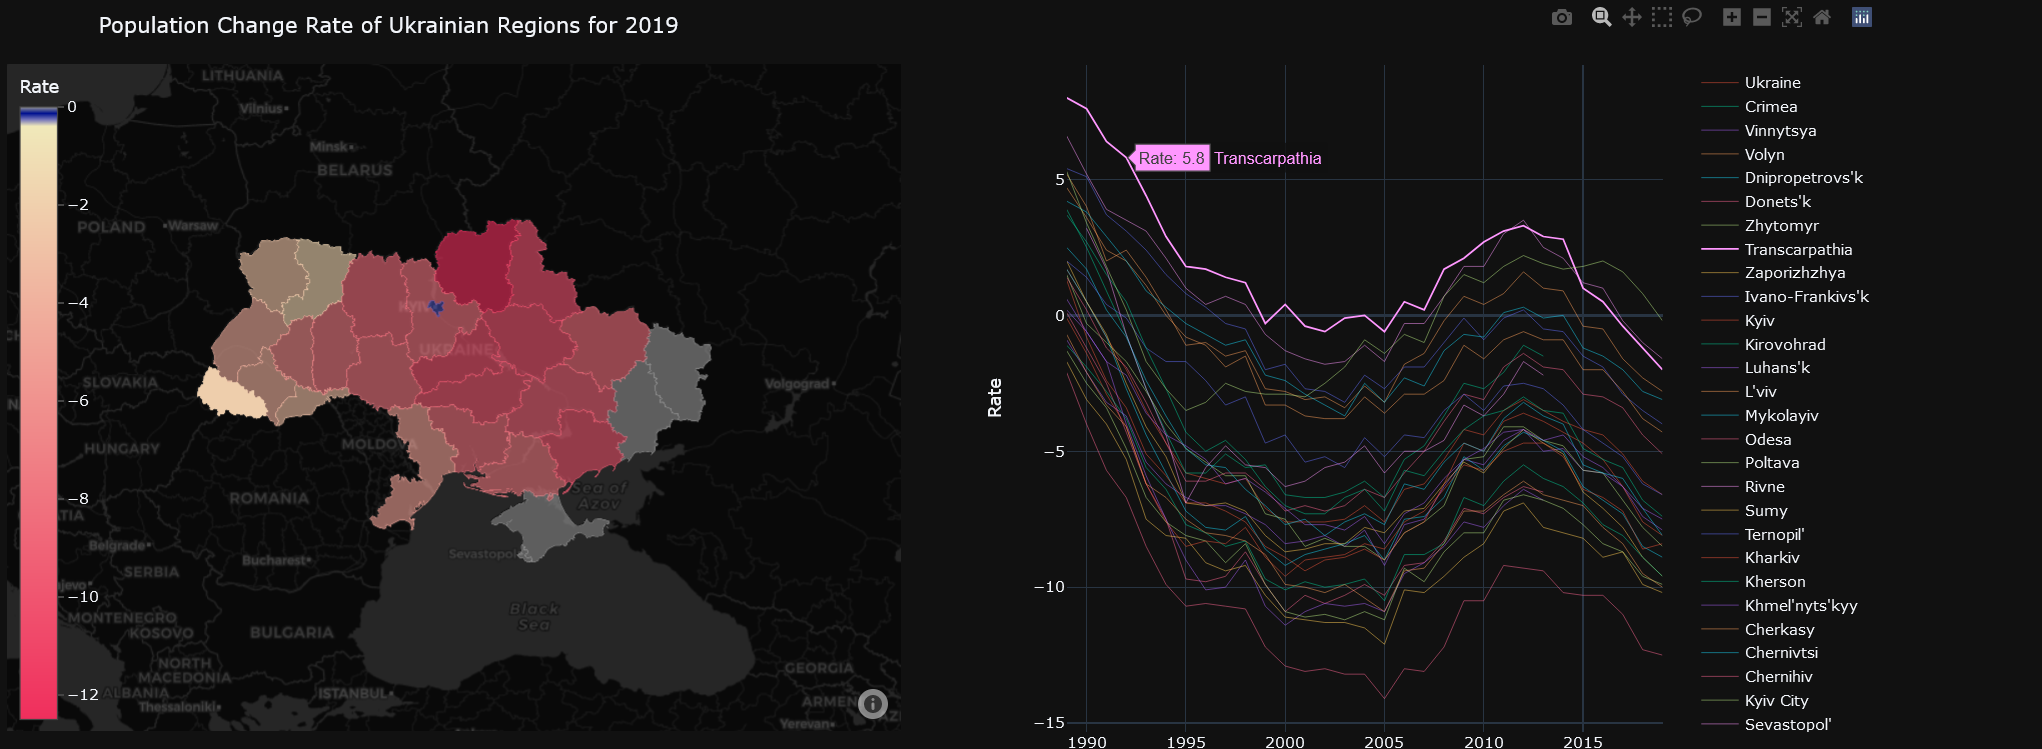 Population Change Rate of Ukrainian Regions for 2019
Rate
0
−2
−4
−6
−8
−10
−12
LITHUANIA
Vilnius
Minsk
BELARUS
POLAND
Warsaw
KYIV
UKRAINE
SLOVAKIA
Volgograd
HUNGARY
MOLDOVA
ROMANIA
Sea of
Azov
Belgrade
Sevastopol
Bucharest
SERBIA
Black
Sea
MONTENEGRO
KOSOVO
BULGARIA
NORTH
MACEDONIA
GEORGIA
ALBANIA
ISTANBUL
Thessaloniki
ARMEN
Yerevan
Rate
5
0
−5
−10
−15
1990
1995
2000
2005
2010
2015
Rate: 5.8 Transcarpathia
Ukraine
Crimea
Vinnytsya
Volyn
Dnipropetrovs'k
Donets'k
Zhytomyr
Transcarpathia
Zaporizhzhya
Ivano-Frankivs'k
Kyiv
Kirovohrad
Luhans'k
L'viv
Mykolayiv
Odesa
Poltava
Rivne
Sumy
Ternopil'
Kharkiv
Kherson
Khmel'nyts'kyy
Cherkasy
Chernivtsi
Chernihiv
Kyiv City
Sevastopol'